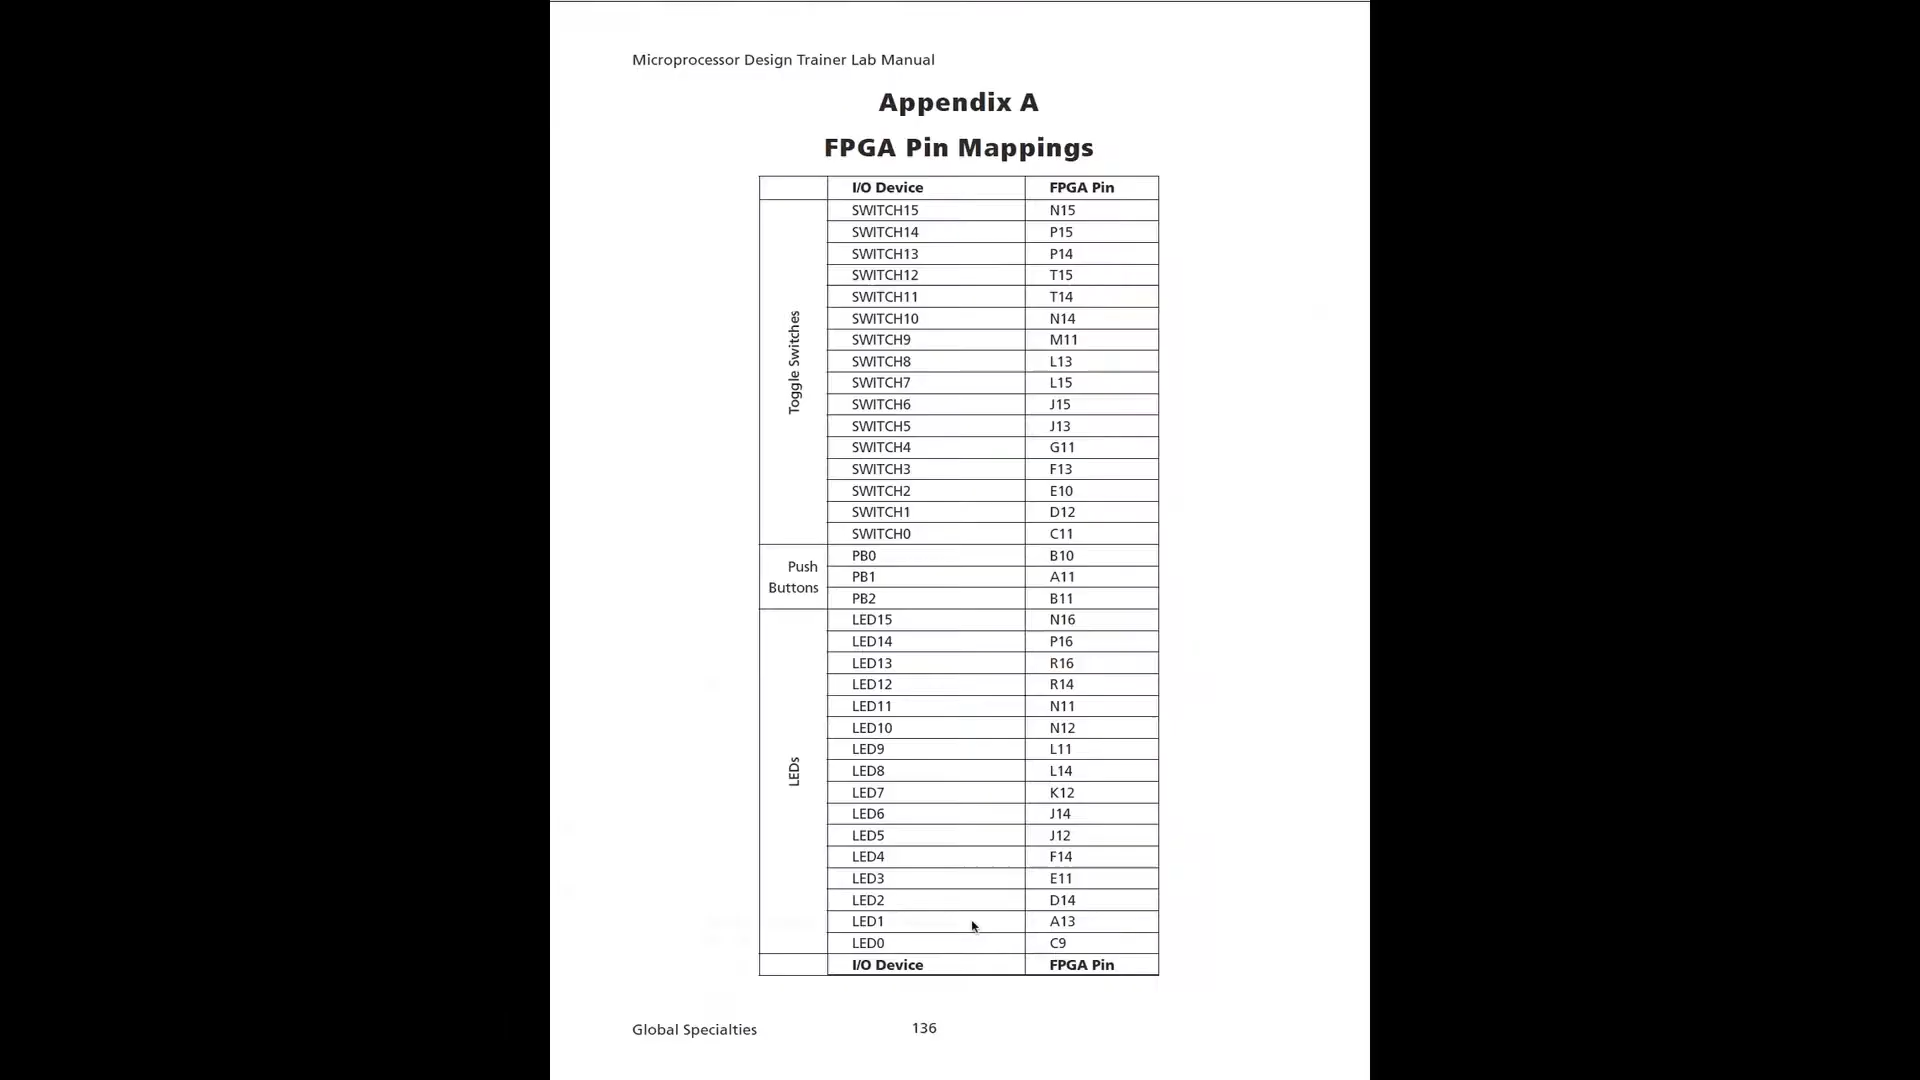 Microprocessor Design Trainer Lab Manual
Appendix A
FPGA Pin Mappings
I/O Device FPGA Pin
Toggle Switches
SWITCH15 N15
SWITCH14 P15
SWITCH13 P14
SWITCH12 T15
SWITCH11 T14
SWITCH10 N14
SWITCH9 M11
SWITCH8 L13
SWITCH7 L15
SWITCH6 J15
SWITCH5 J13
SWITCH4 G11
SWITCH3 F13
SWITCH2 E10
SWITCH1 D12
SWITCH0 C11
Push
Buttons
PB0 B10
PB1 A11
PB2 B11
LEDs
LED15 N16
LED14 P16
LED13 R16
LED12 R14
LED11 N11
LED10 N12
LED9 L11
LED8 L14
LED7 K12
LED6 J14
LED5 J12
LED4 F14
LED3 E11
LED2 D14
LED1 A13
LED0 C9
I/O Device FPGA Pin
Global Specialties 136